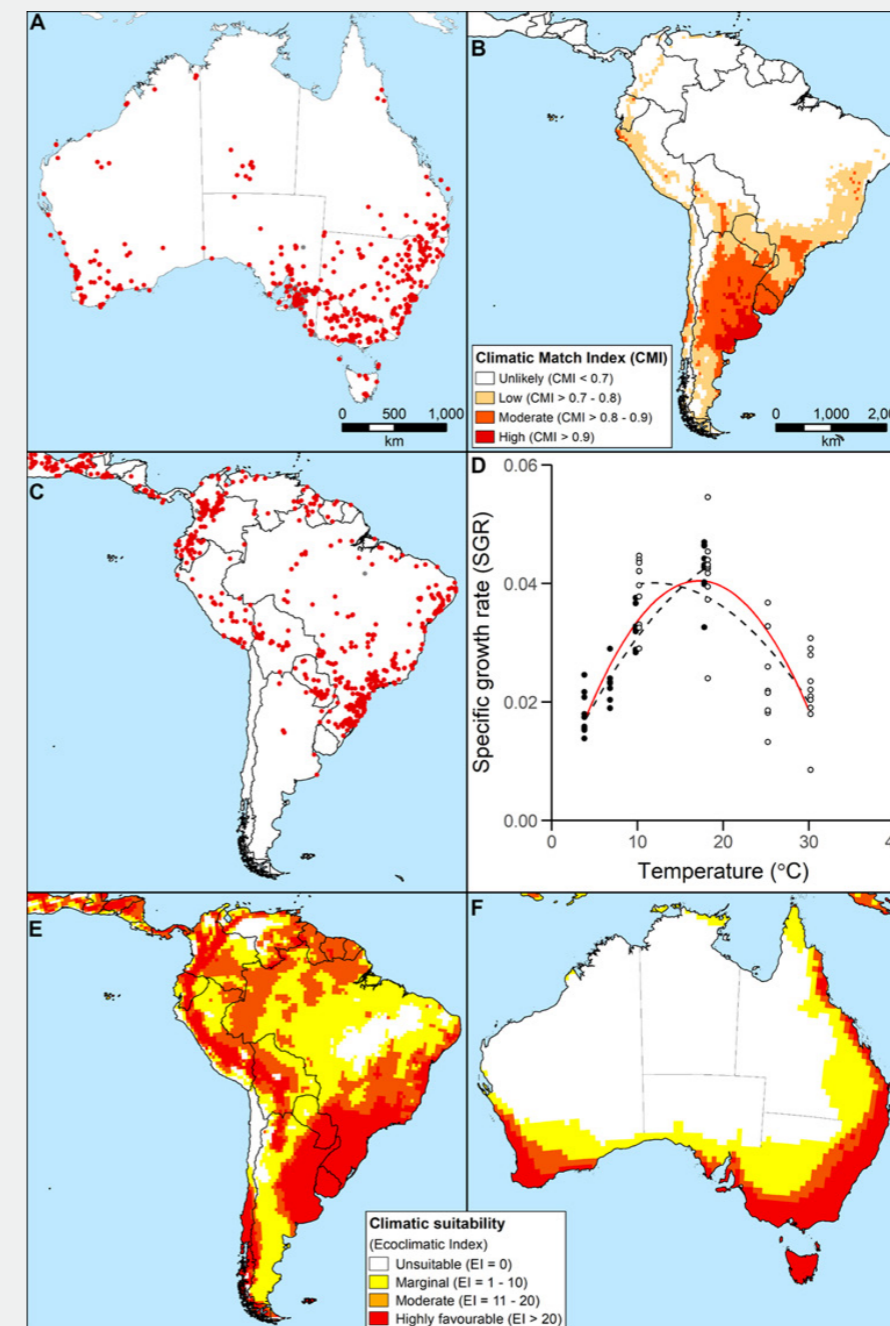 A
0 500 1,000
km
B
Climatic Match Index (CMI)
Unlikely (CMI < 0.7)
Low (CMI > 0.7 - 0.8)
Moderate (CMI > 0.8 - 0.9)
High (CMI > 0.9)
0 1,000 2,0
km
C
D
Specific growth rate (SGR)
0.06
0.04
0.02
0.00
0 10 20 30 4
Temperature (°C)
E
Climatic suitability
(Ecoclimatic Index)
Unsuitable (EI = 0)
Marginal (EI = 1 - 10)
Moderate (EI = 11 - 20)
Highly favourable (EI > 20)
F